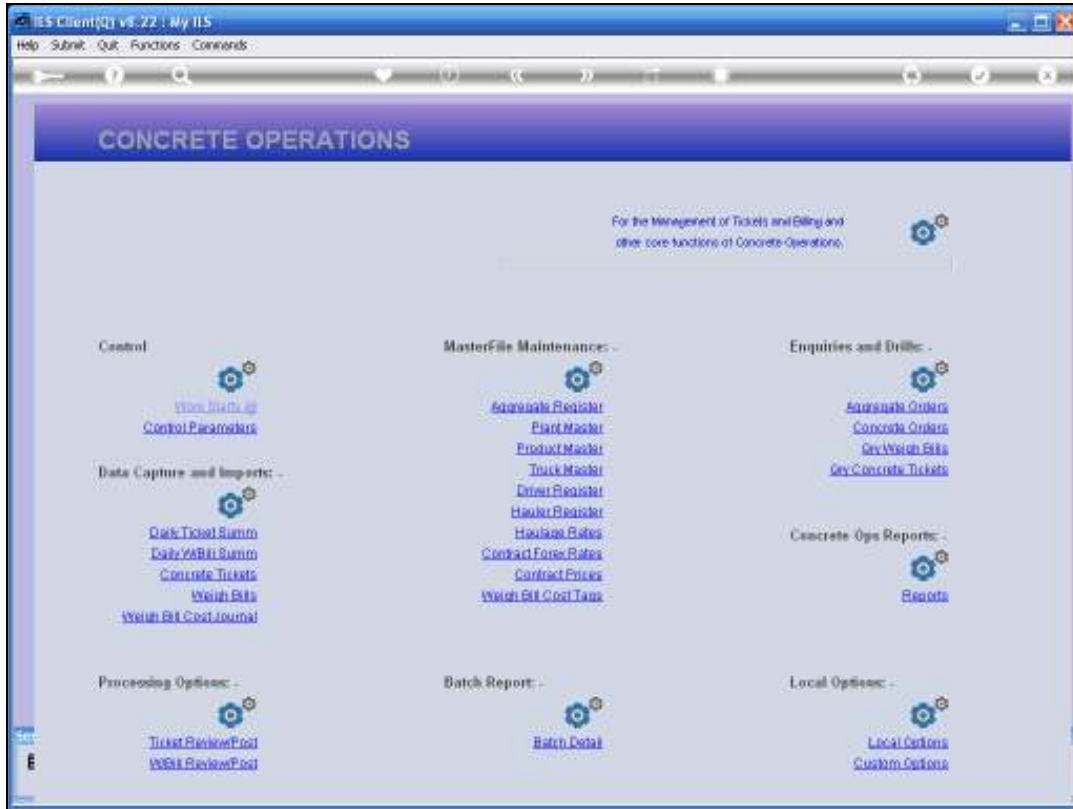 IES Client(Q) v8.22 : My IES
Help Submit Quit Functions Commands
CONCRETE OPERATIONS
For the Management of Tickets and Billing and
other core functions of Concrete Operations.
Control
Work Starts @
Control Parameters
Data Capture and Imports: -
Daily Ticket Summ
Daily WBill Summ
Concrete Tickets
Weigh Bills
Weigh Bill Cost Journal
Processing Options: -
Ticket Review/Post
WBill Review/Post
MasterFile Maintenance: -
Aggregate Register
Plant Master
Product Master
Truck Master
Driver Register
Hauler Register
Haulage Rates
Contract Forex Rates
Contract Prices
Weigh Bill Cost Tags
Batch Report: -
Batch Detail
Enquiries and Drills: -
Aggregate Orders
Concrete Orders
Qry Weigh Bills
Qry Concrete Tickets
Concrete Ops Reports: -
Reports
Local Options: -
Local Options
Custom Options